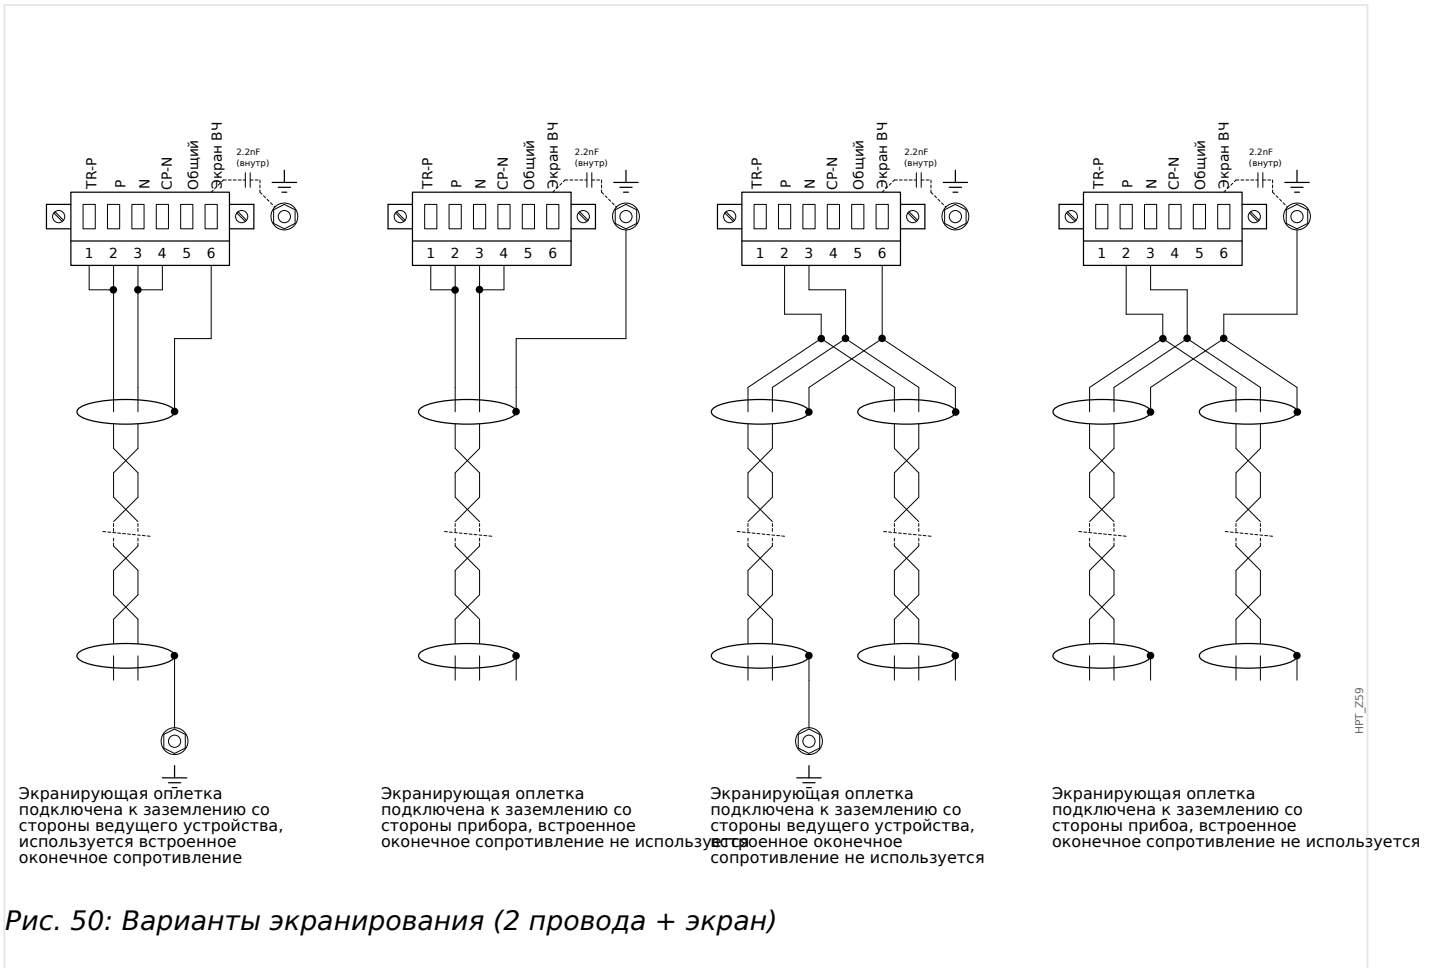 TR-P
P
N
CP-N
Общий
Экран ВЧ
2.2nF
(внутр)
1 2 3 4 5 6
TR-P
P
N
CP-N
Общий
Экран ВЧ
2.2nF
(внутр)
1 2 3 4 5 6
TR-P
P
N
CP-N
Общий
Экран ВЧ
2.2nF
(внутр)
1 2 3 4 5 6
TR-P
P
N
CP-N
Общий
Экран ВЧ
2.2nF
(внутр)
1 2 3 4 5 6
HPT_Z59
Экранирующая оплетка
подключена к заземлению со
стороны ведущего устройства,
используется встроенное
оконечное сопротивление
Экранирующая оплетка
подключена к заземлению со
стороны прибора, встроенное
оконечное сопротивление не используется
Экранирующая оплетка
подключена к заземлению со
стороны ведущего устройства,
встроенное оконечное
сопротивление не используется
Экранирующая оплетка
подключена к заземлению со
стороны прибоа, встроенное
оконечное сопротивление не используется
Рис. 50: Варианты экранирования (2 провода + экран)